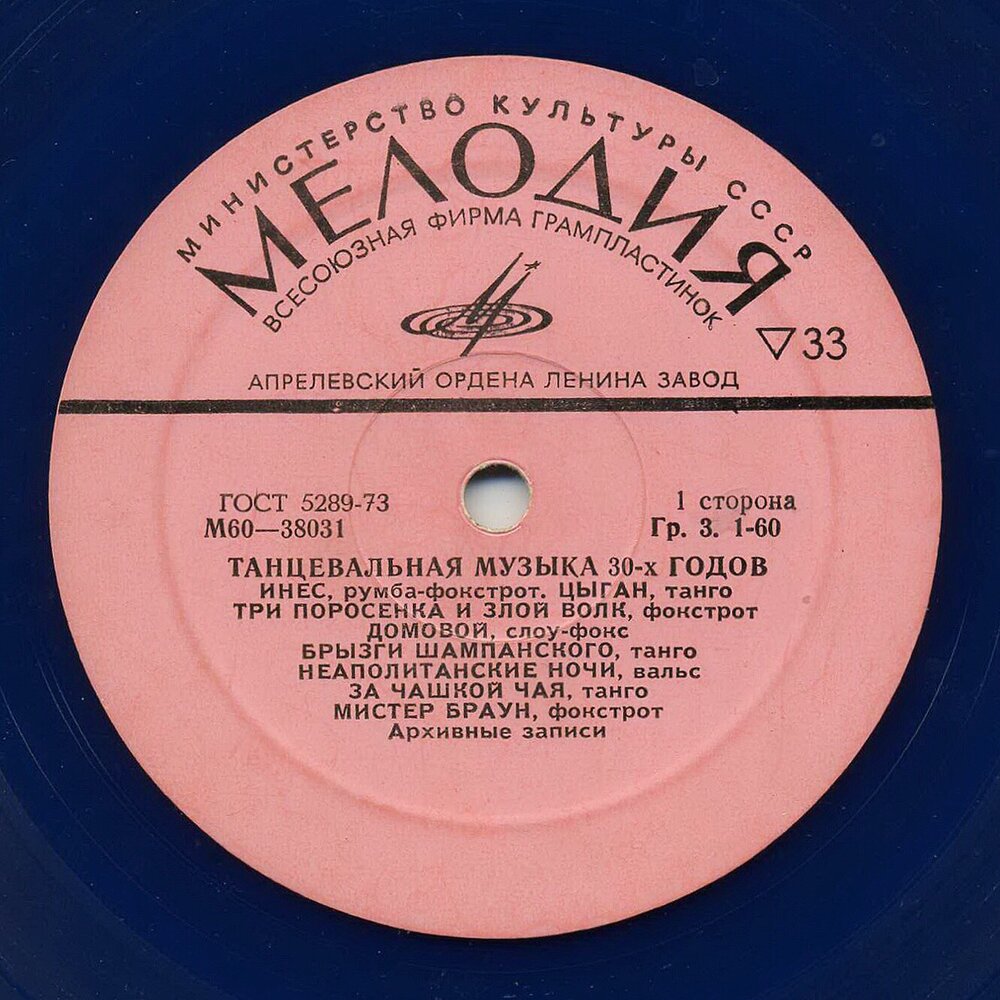 МИНИСТЕРСТВО КУЛЬТУРЫ СССР
МЕЛОДИЯ
ВСЕСОЮЗНАЯ ФИРМА ГРАМПЛАСТИНОК
▽33
АПРЕЛЕВСКИЙ ОРДЕНА ЛЕНИНА ЗАВОД
ГОСТ 5289-73
1 сторона
М60—38031
Гр. 3. 1-60
ТАНЦЕВАЛЬНАЯ МУЗЫКА 30-х ГОДОВ
ИНЕС, румба-фокстрот. ЦЫГАН, танго
ТРИ ПОРОСЕНКА И ЗЛОЙ ВОЛК, фокстрот
ДОМОВОЙ, слоу-фокс
БРЫЗГИ ШАМПАНСКОГО, танго
НЕАПОЛИТАНСКИЕ НОЧИ, вальс
ЗА ЧАШКОЙ ЧАЯ, танго
МИСТЕР БРАУН, фокстрот
Архивные записи